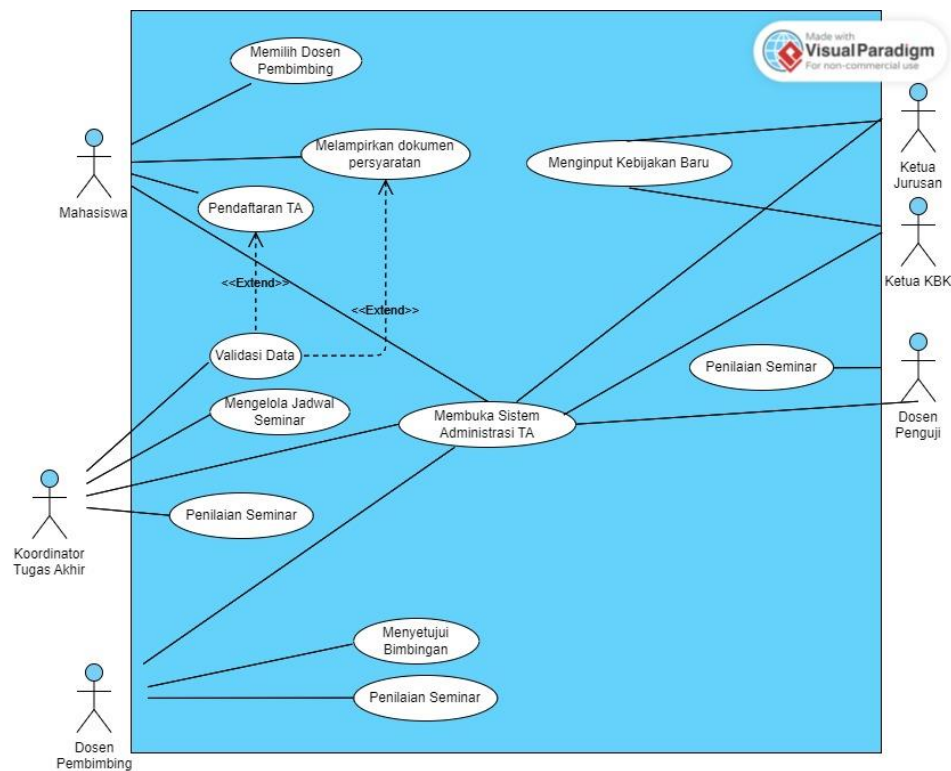 Made with
Visual Paradigm
For non-commercial use
Memilih Dosen
Pembimbing
Melampirkan dokumen
persyaratan
Menginput Kebijakan Baru
Ketua
Jurusan
Mahasiswa
Pendaftaran TA
Ketua KBK
<<Extend>>
<<Extend>>
Validasi Data
Penilaian Seminar
Mengelola Jadwal
Seminar
Membuka Sistem
Administrasi TA
Dosen
Penguji
Penilaian Seminar
Koordinator
Tugas Akhir
Menyetujui
Bimbingan
Penilaian Seminar
Dosen
Pembimbing